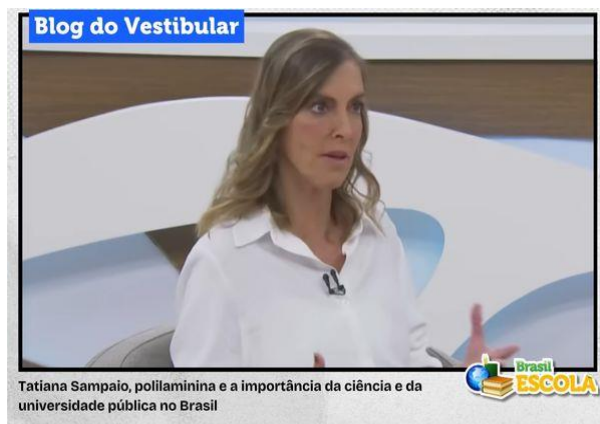 Blog do Vestibular
Brasil
ESCOLA
Tatiana Sampaio, polilaminina e a importância da ciência e da
universidade pública no Brasil